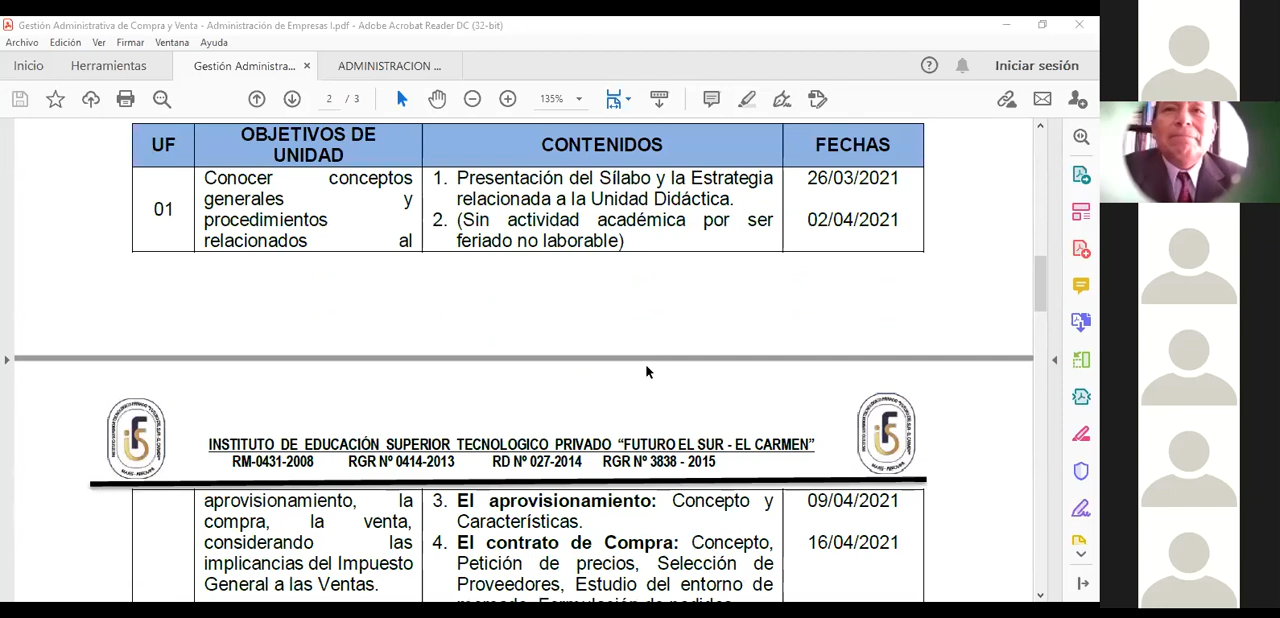 Gestión Administrativa de Compra y Venta - Administración de Empresas I.pdf - Adobe Acrobat Reader DC (32-bit)
Archivo Edición Ver Firmar Ventana Ayuda
Inicio Herramientas Gestión Administra... × ADMINISTRACION ... Iniciar sesión
2 / 3 135%
UF OBJETIVOS DE UNIDAD CONTENIDOS FECHAS
01
Conocer conceptos
generales y
procedimientos
relacionados al
1. Presentación del Sílabo y la Estrategia
relacionada a la Unidad Didáctica.
2. (Sin actividad académica por ser
feriado no laborable)
26/03/2021
02/04/2021
INSTITUTO DE EDUCACIÓN SUPERIOR TECNOLOGICO PRIVADO “FUTURO EL SUR - EL CARMEN”
RM-0431-2008 RGR Nº 0414-2013 RD Nº 027-2014 RGR Nº 3838 - 2015
aprovisionamiento, la
compra, la venta,
considerando las
implicancias del Impuesto
General a las Ventas.
3. El aprovisionamiento: Concepto y
Características.
4. El contrato de Compra: Concepto,
Petición de precios, Selección de
Proveedores, Estudio del entorno de
09/04/2021
16/04/2021